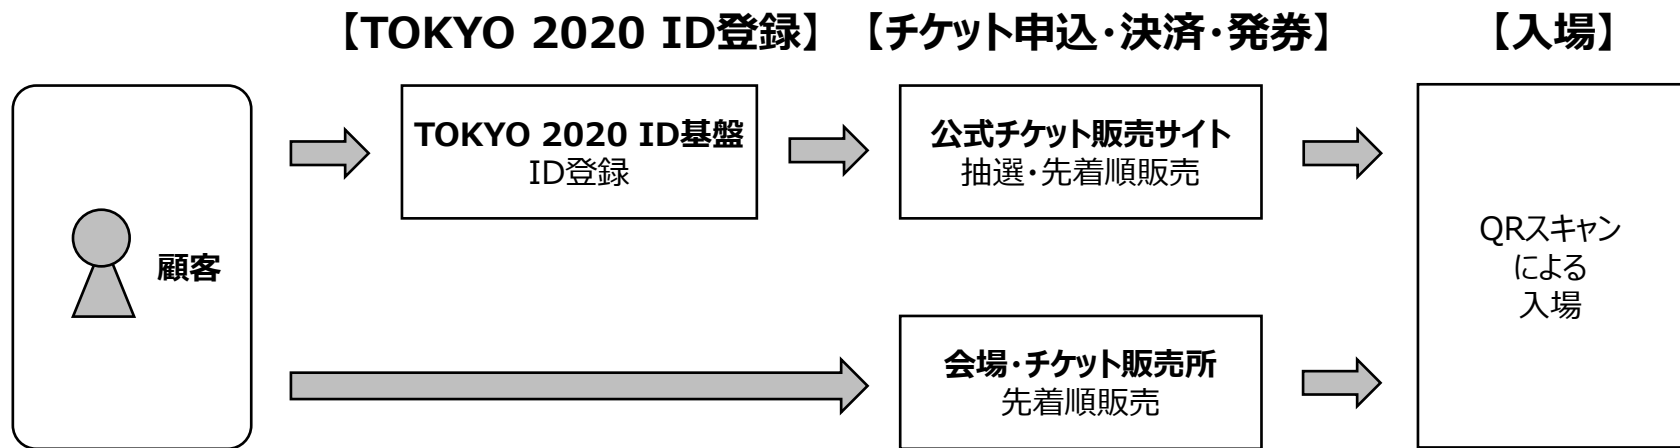 【TOKYO 2020 ID登録】
【チケット申込・決済・発券】
【入場】
顧客
TOKYO 2020 ID基盤
ID登録
公式チケット販売サイト
抽選・先着順販売
会場・チケット販売所
先着順販売
QRスキャン
による
入場